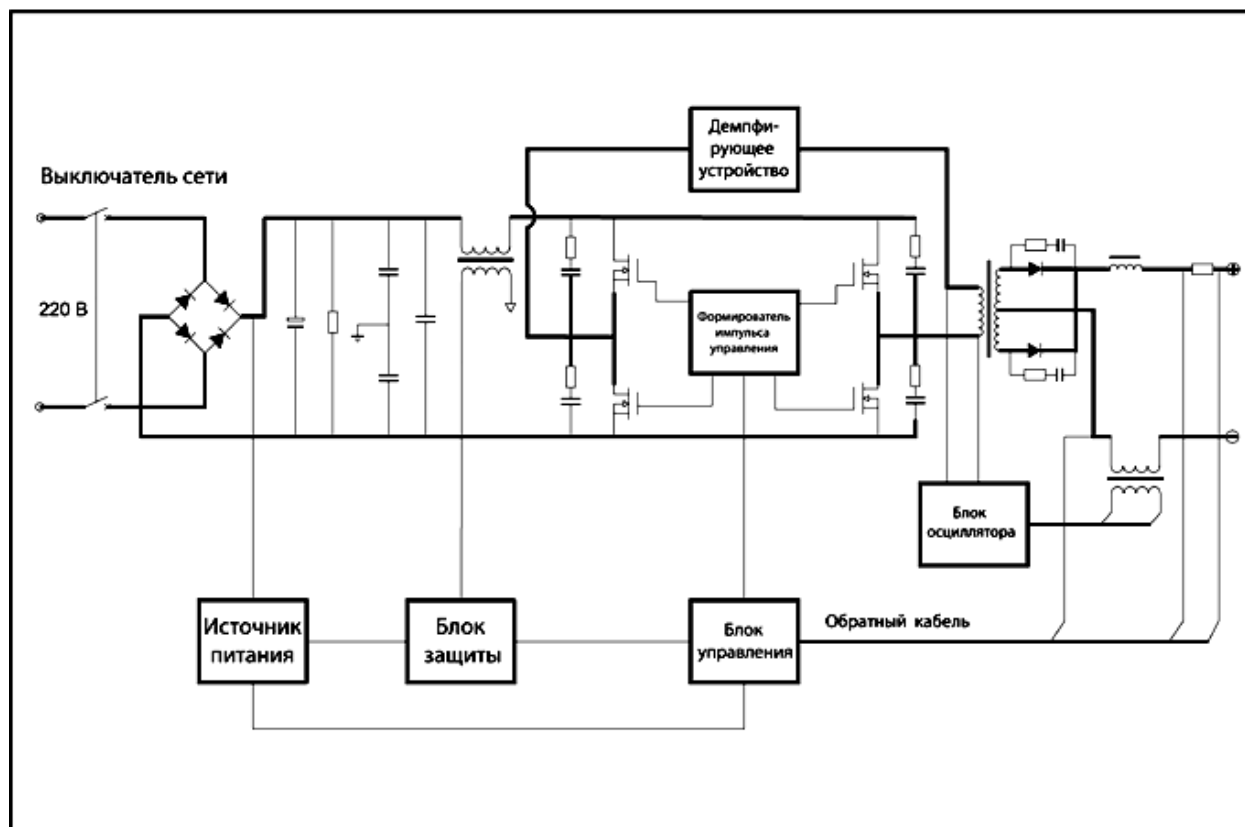 Демпфи-
рующее
устройство
Выключатель сети
220 В
Формирователь
импульса
управления
Блок
осциллятора
Источник
питания
Блок
защиты
Блок
управления
Обратный кабель